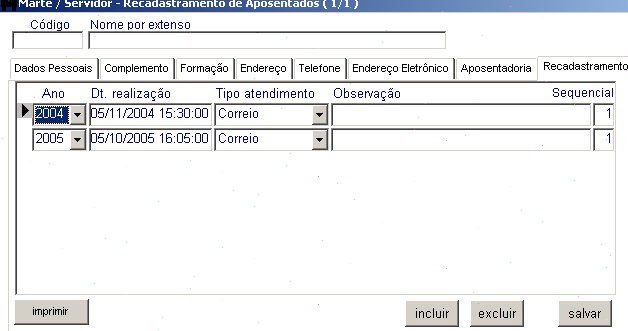 Marte / Servidor - Recadastramento de Aposentados ( 1/1 )
Código Nome por extenso
Dados Pessoais Complemento Formação Endereço Telefone Endereço Eletrônico Aposentadoria Recadastramento
Ano Dt. realização Tipo atendimento Observação Sequencial
2004 05/11/2004 15:30:00 Correio 1
2005 05/10/2005 16:05:00 Correio 1
imprimir incluir excluir salvar